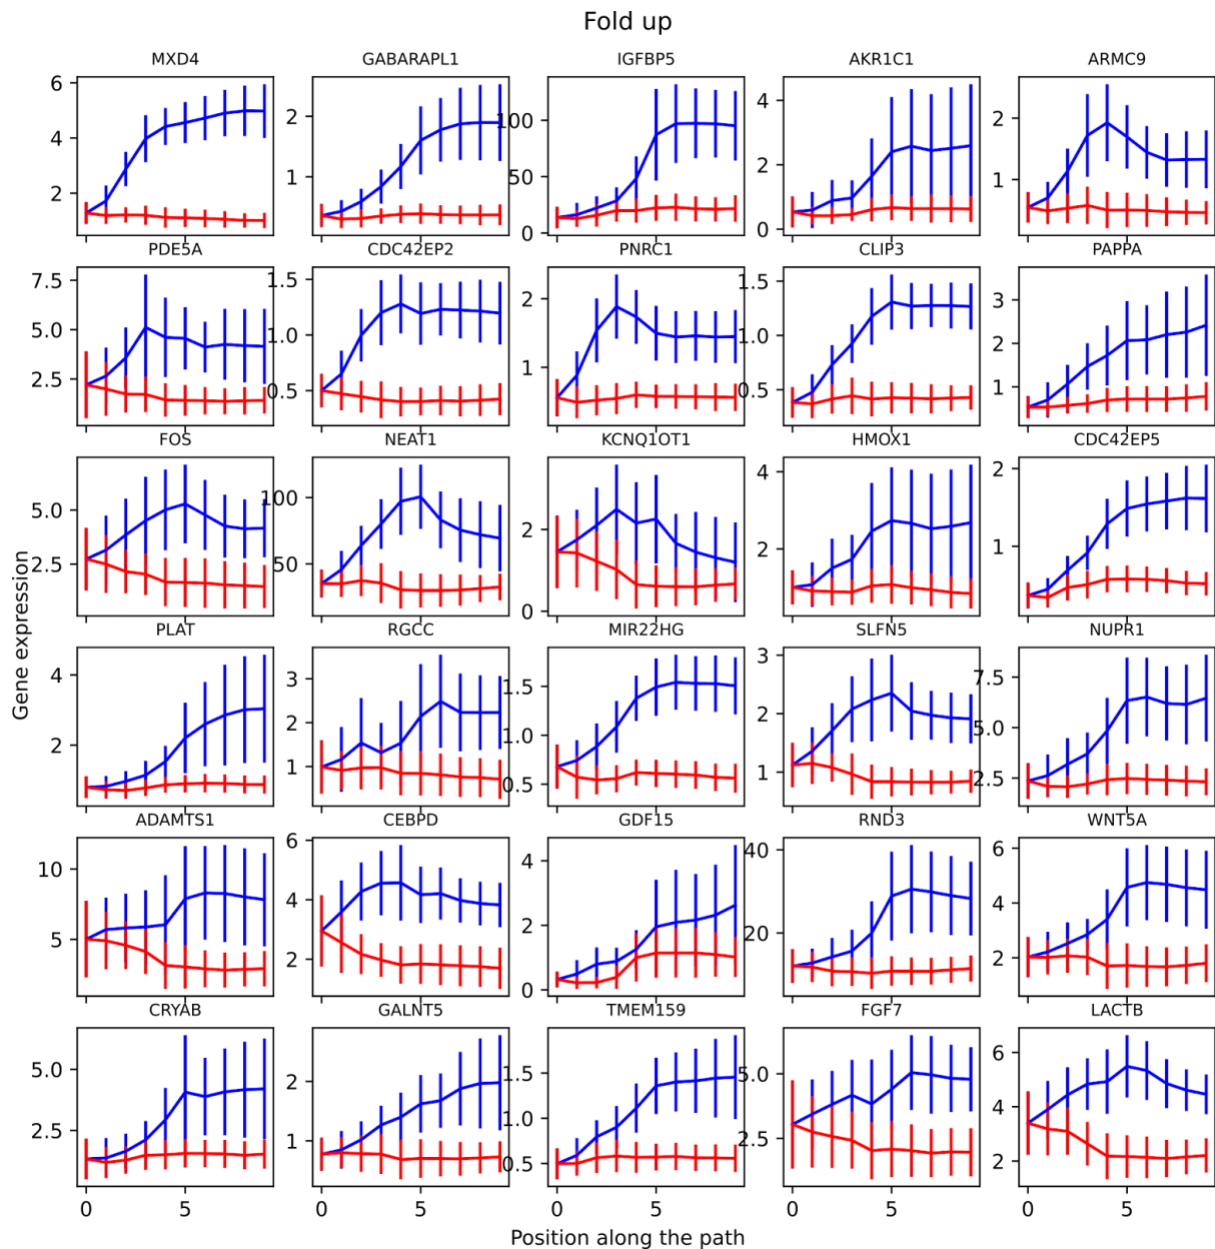 Fold up
MXD4 GABARAPL1 IGFBP5 AKR1C1 ARMC9
6 4 2
2 1
100 50 0
4 2 0
2 1
PDE5A CDC42EP2 PNRC1 CLIP3 PAPPA
7.5 5.0 2.5
1.5 1.0 0.5
2 1
1.5 1.0 0.5
3 2 1
FOS NEAT1 KCNQ1OT1 HMOX1 CDC42EP5
5.0 2.5
100 50
2 0
4 2
2 1
Gene expression
PLAT RGCC MIR22HG SLFN5 NUPR1
4 2
3 2 1
1.5 1.0 0.5
3 2 1
7.5 5.0 2.5
ADAMTS1 CEBPD GDF15 RND3 WNT5A
10 5
6 4 2
4 2 0
40 20
6 4 2
CRYAB GALNT5 TMEM159 FGF7 LACTB
5.0 2.5
2 1
1.5 1.0 0.5
5.0 2.5
6 4 2
0 5 0 5 0 5 0 5 0 5
Position along the path